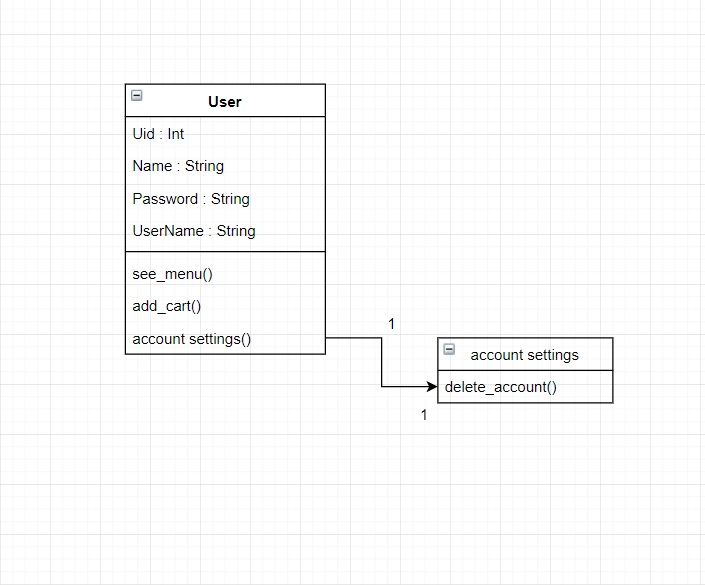 User
Uid : Int
Name : String
Password : String
UserName : String
see_menu()
add_cart()
account settings()
1
account settings
delete_account()
1